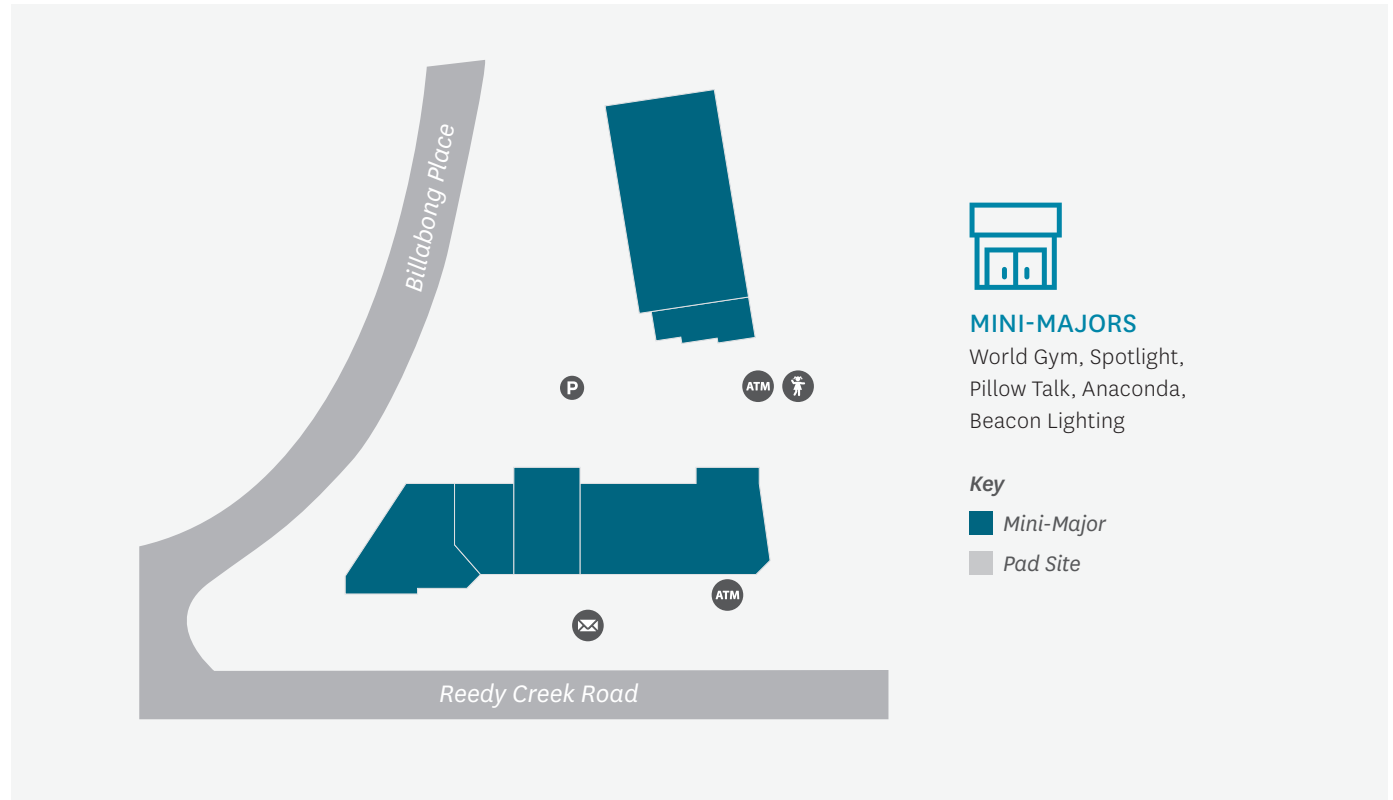 Billabong Place
P
ATM
ATM
Reedy Creek Road
MINI-MAJORS
World Gym, Spotlight,
Pillow Talk, Anaconda,
Beacon Lighting
Key
Mini-Major
Pad Site